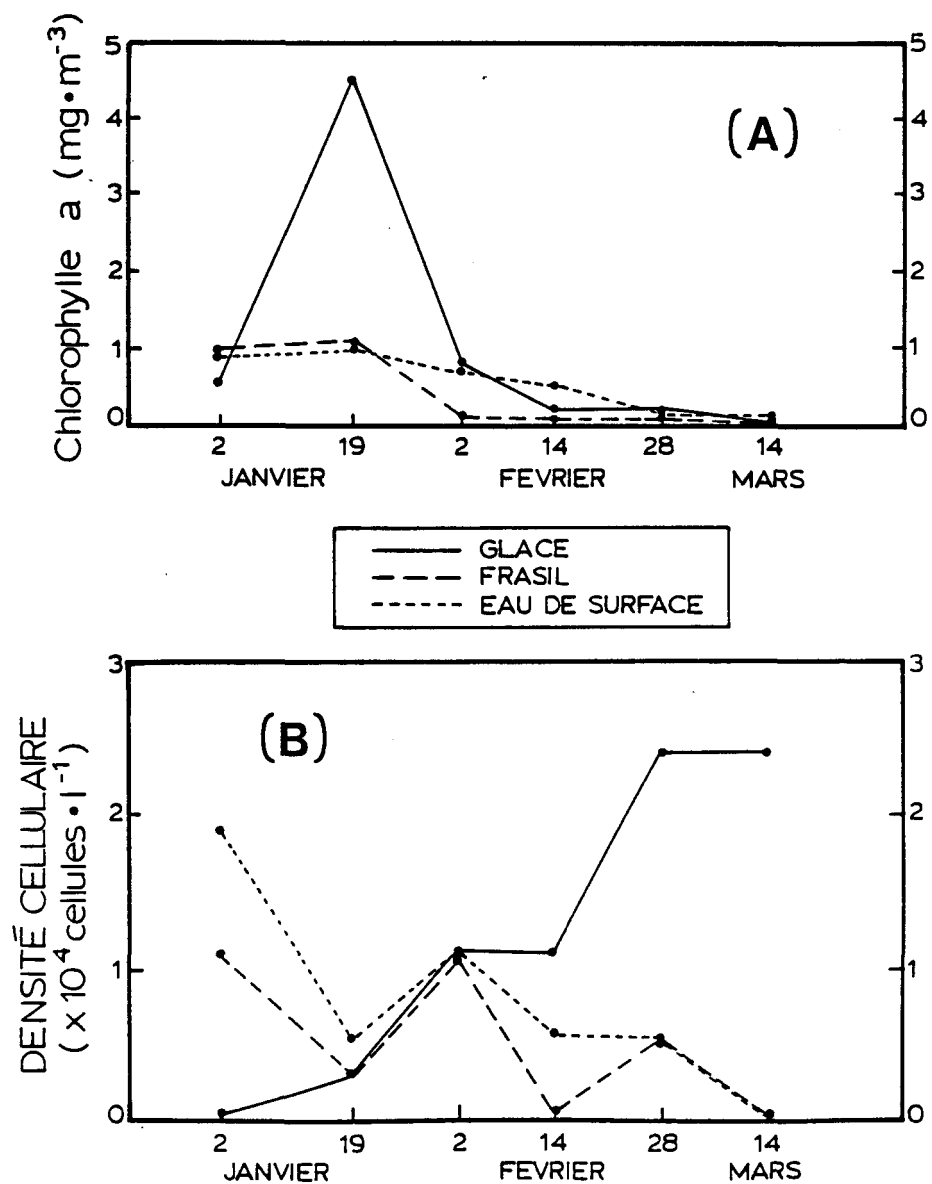 Chlorophylle a (mg•m⁻³)
5 5
4 4
3 3
2 2
1 1
0 0
(A)
2 19 2 14 28 14
JANVIER FEVRIER MARS
GLACE
FRASIL
EAU DE SURFACE
DENSITÉ CELLULAIRE
(x 10⁴ cellules • l⁻¹)
3 3
2 2
1 1
0 0
(B)
2 19 2 14 28 14
JANVIER FEVRIER MARS